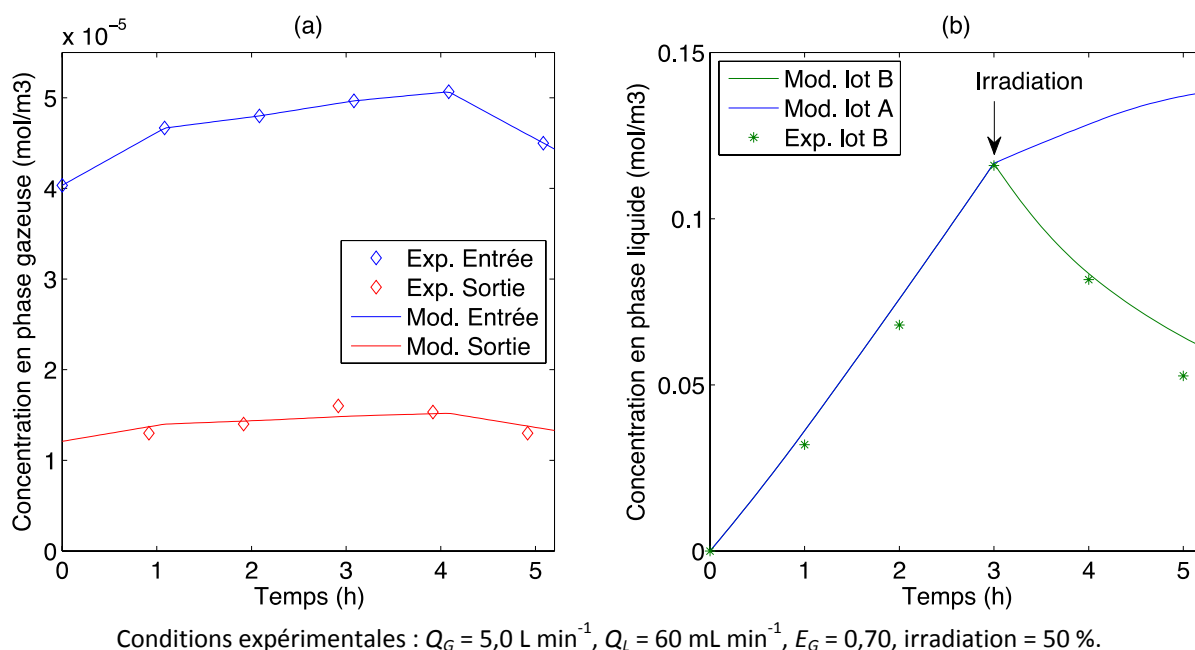 (a)
x 10⁻⁵
Concentration en phase gazeuse (mol/m3)
5
4
3
2
1
0
Exp. Entrée
Exp. Sortie
Mod. Entrée
Mod. Sortie
0 1 2 3 4 5
Temps (h)
(b)
Concentration en phase liquide (mol/m3)
0.15
0.1
0.05
0
Mod. lot B
Mod. lot A
Exp. lot B
Irradiation
0 1 2 3 4 5
Temps (h)
Conditions expérimentales : Q_G = 5,0 L min⁻¹, Q_L = 60 mL min⁻¹, E_G = 0,70, irradiation = 50 %.